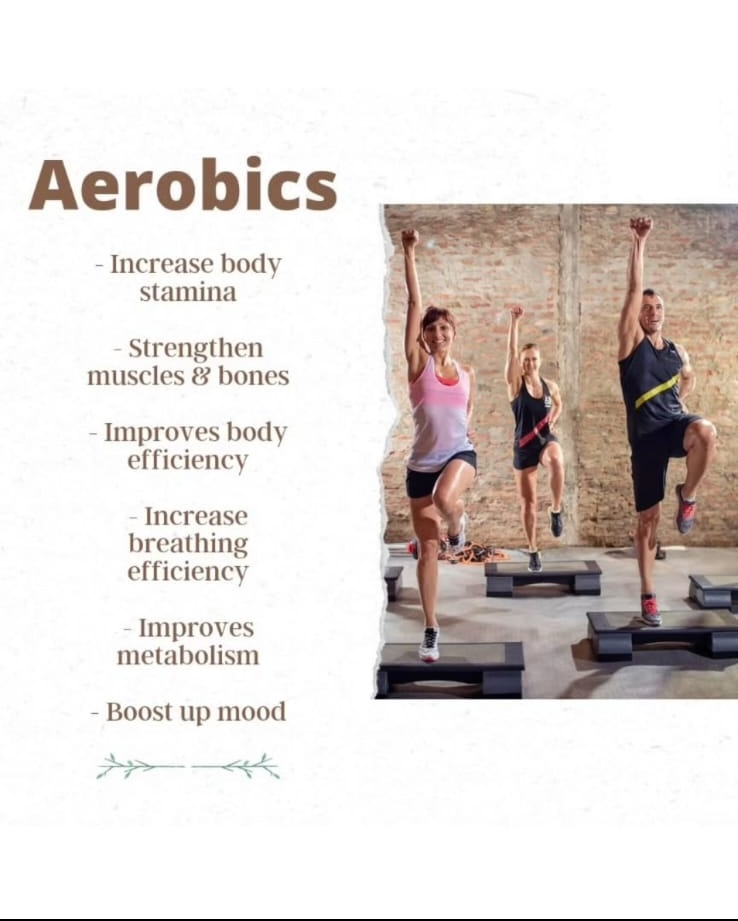 Aerobics
- Increase body
stamina
- Strengthen
muscles & bones
- Improves body
efficiency
- Increase
breathing
efficiency
- Improves
metabolism
- Boost up mood